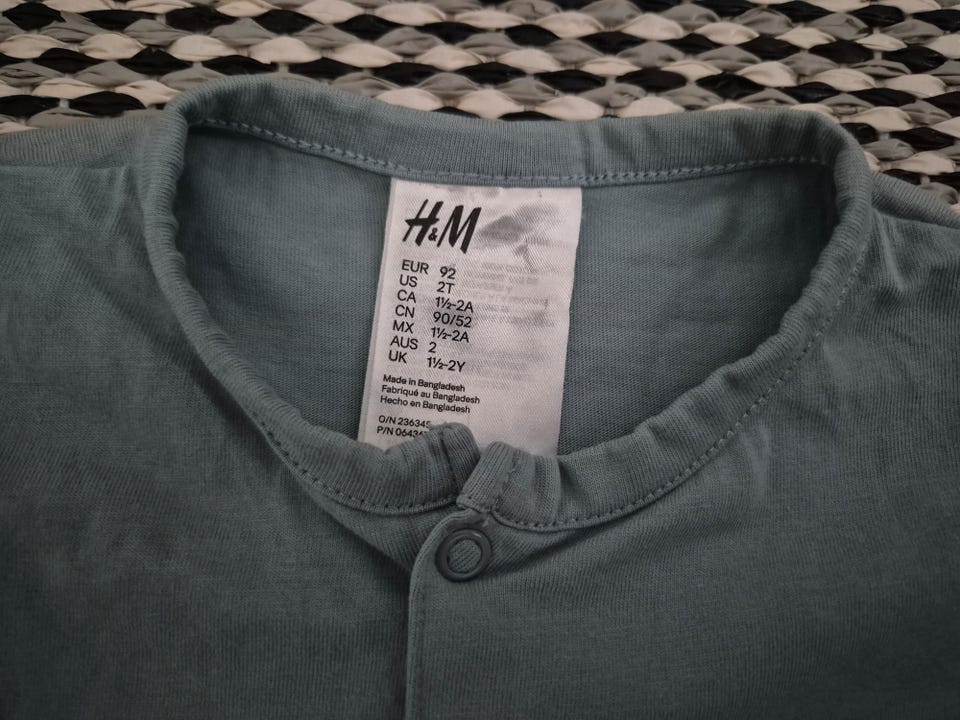 H&M
EUR 92
US 2T
CA 1½-2A
CN 90/52
MX 1½-2A
AUS 2
UK 1½-2Y
Made in Bangladesh
Fabriqué au Bangladesh
Hecho en Bangladesh
O/N 236345
P/N